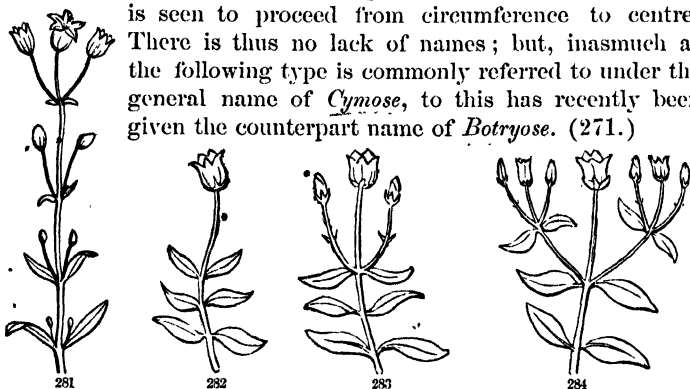 is seen to proceed from circumference to centre
There is thus no lack of names; but, inasmuch a
the following type is commonly referred to under th
general name of Cymose, to this has recently bee
given the counterpart name of Botryose. (271.)
281 282 283 284